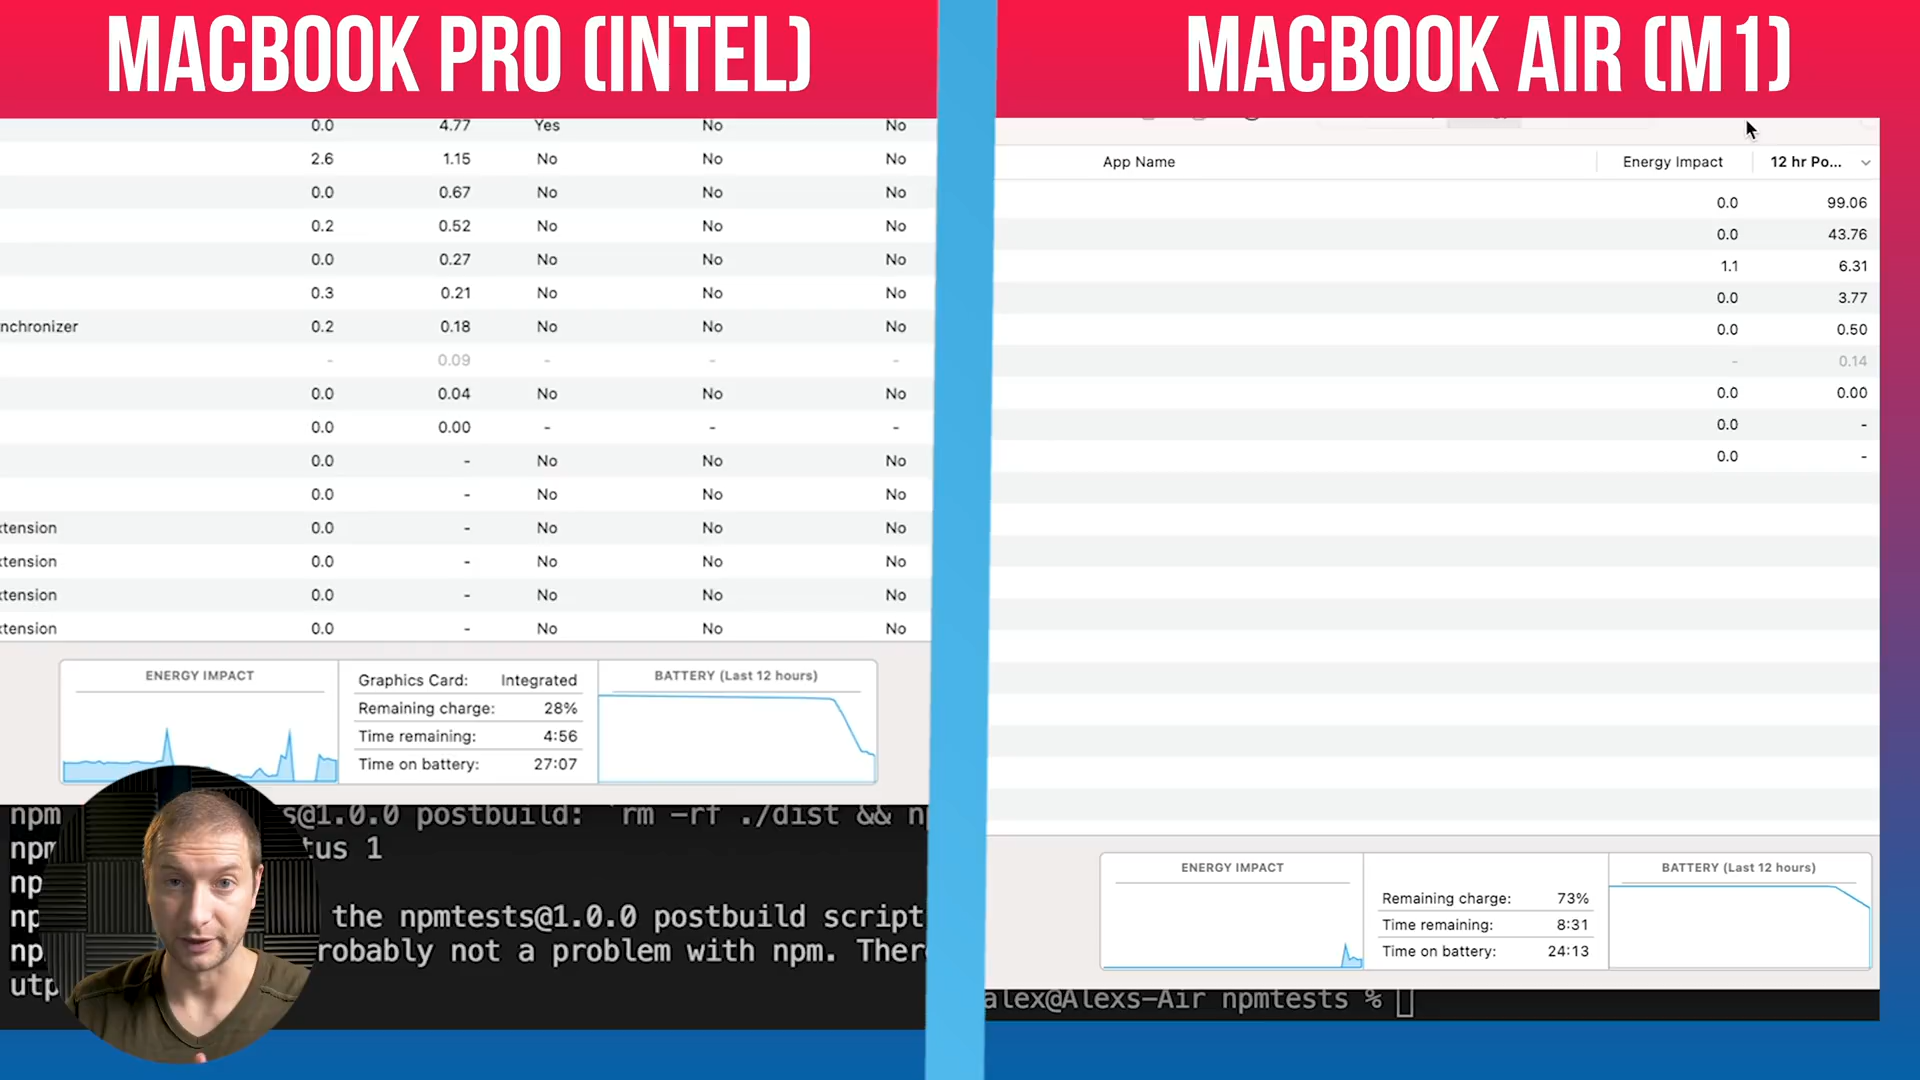 MACBOOK PRO (INTEL)
0.0 4.77 Yes No No
2.6 1.15 No No No
0.0 0.67 No No No
0.2 0.52 No No No
0.0 0.27 No No No
0.3 0.21 No No No
nchronizer 0.2 0.18 No No No
- 0.09 - - -
0.0 0.04 No No No
0.0 0.00 - - -
0.0 - No No No
0.0 - No No No
xtension 0.0 - No No No
xtension 0.0 - No No No
xtension 0.0 - No No No
xtension 0.0 - No No No
ENERGY IMPACT
Graphics Card: Integrated
Remaining charge: 28%
Time remaining: 4:56
Time on battery: 27:07
BATTERY (Last 12 hours)
npm s@1.0.0 postbuild: `rm -rf ./dist && n
npm tus 1
np
np the npmtests@1.0.0 postbuild script
np robably not a problem with npm. Ther
utp
MACBOOK AIR (M1)
App Name Energy Impact 12 hr Po...
0.0 99.06
0.0 43.76
1.1 6.31
0.0 3.77
0.0 0.50
- 0.14
0.0 0.00
0.0 -
0.0 -
ENERGY IMPACT
Remaining charge: 73%
Time remaining: 8:31
Time on battery: 24:13
BATTERY (Last 12 hours)
alex@Alexs-Air npmtests %